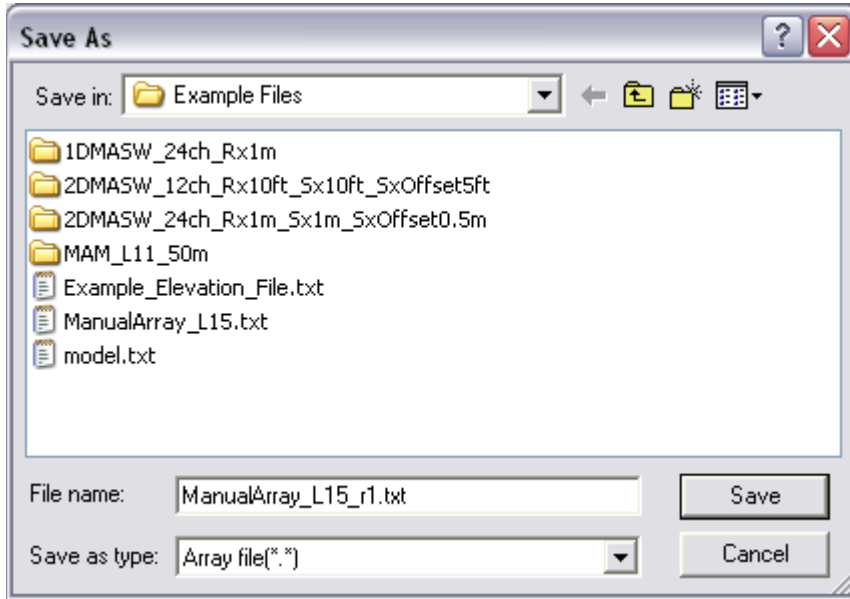 Save As
Save in: Example Files
1DMASW_24ch_Rx1m
2DMASW_12ch_Rx10ft_Sx10ft_SxOffset5ft
2DMASW_24ch_Rx1m_Sx1m_SxOffset0.5m
MAM_L11_50m
Example_Elevation_File.txt
ManualArray_L15.txt
model.txt
File name: ManualArray_L15_r1.txt Save
Save as type: Array file(*.*) Cancel